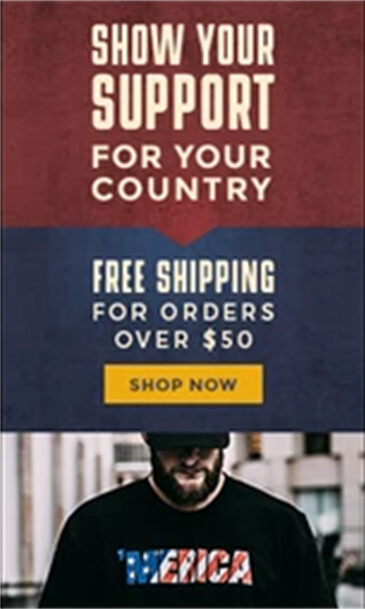 SHOW YOUR
SUPPORT
FOR YOUR
COUNTRY
FREE SHIPPING
FOR ORDERS
OVER $50
SHOP NOW
'MERICA